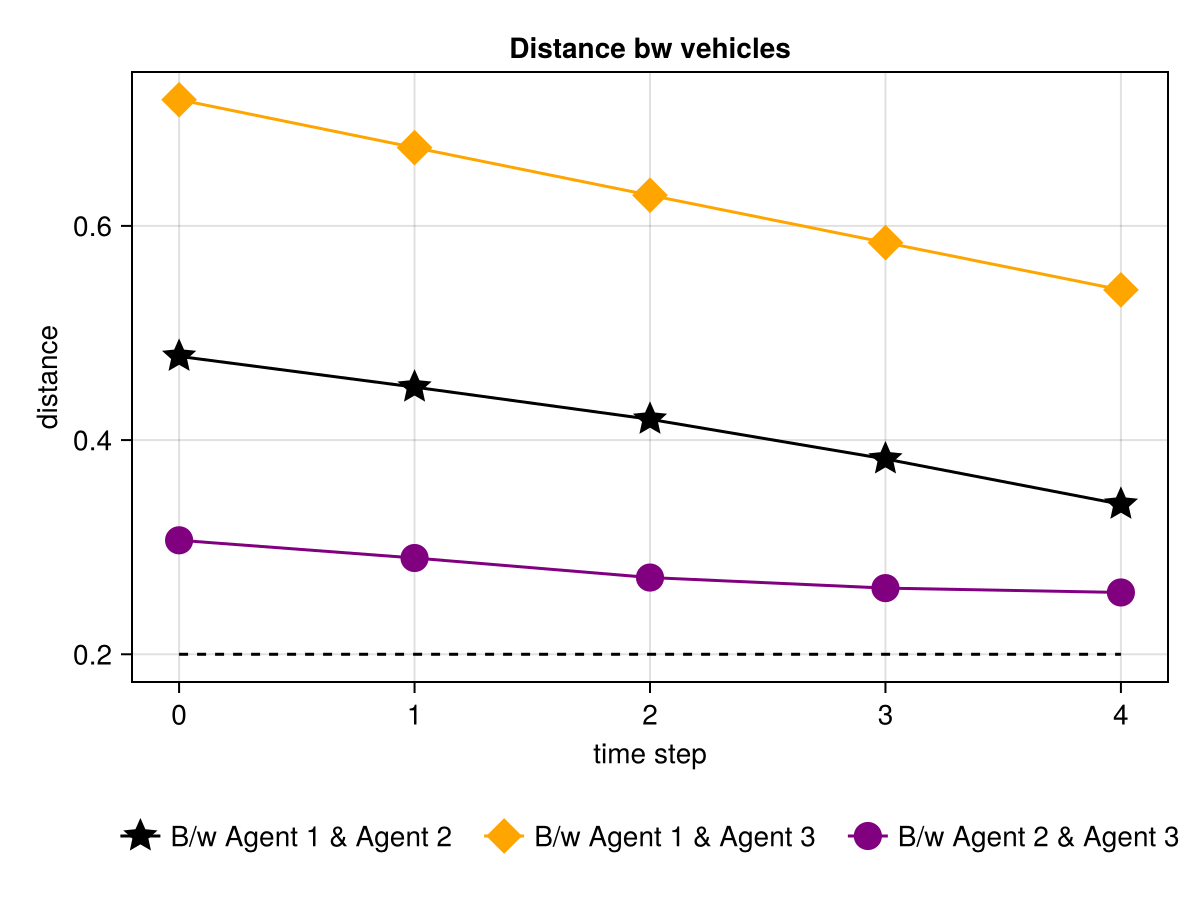 Distance bw vehicles
0.6
0.4
0.2
distance
0 1 2 3 4
time step
B/w Agent 1 & Agent 2 B/w Agent 1 & Agent 3 B/w Agent 2 & Agent 3